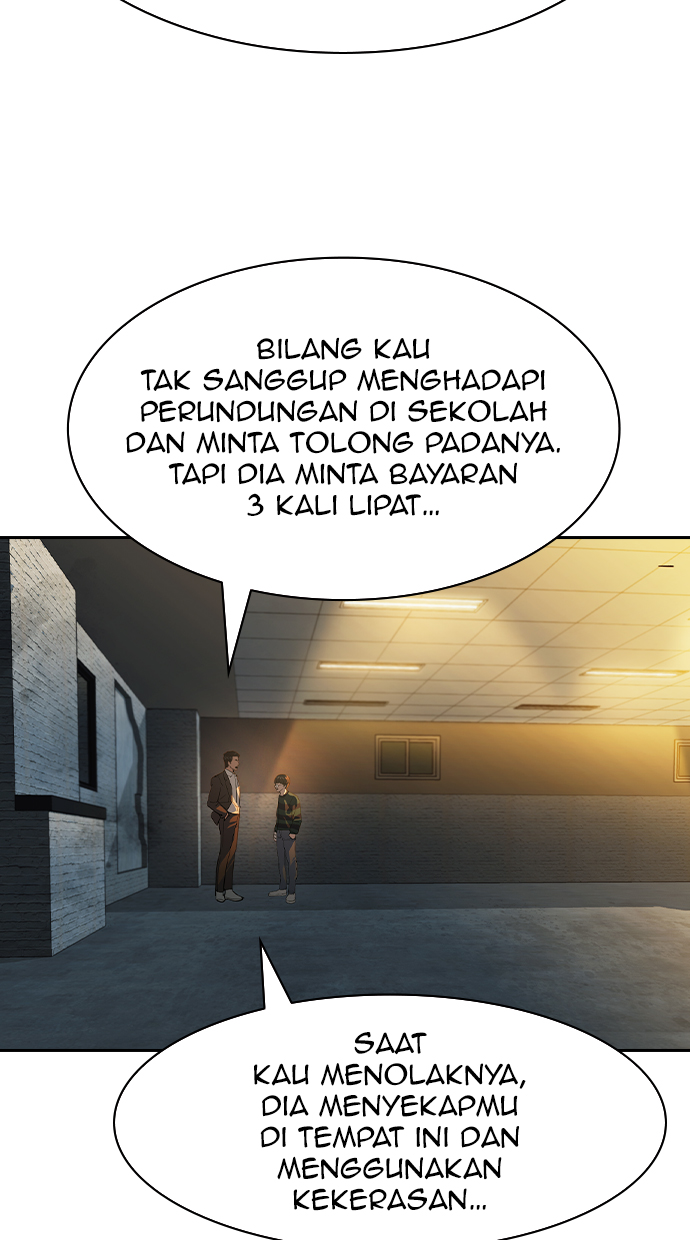 BILANG KAU
TAK SANGGUP MENGHADAPI
PERUNDUNGAN DI SEKOLAH
DAN MINTA TOLONG PADANYA.
TAPI DIA MINTA BAYARAN
3 KALI LIPAT...
SAAT
KAU MENOLAKNYA,
DIA MENYEKAPMU
DI TEMPAT INI DAN
MENGGUNAKAN
KEKERASAN...